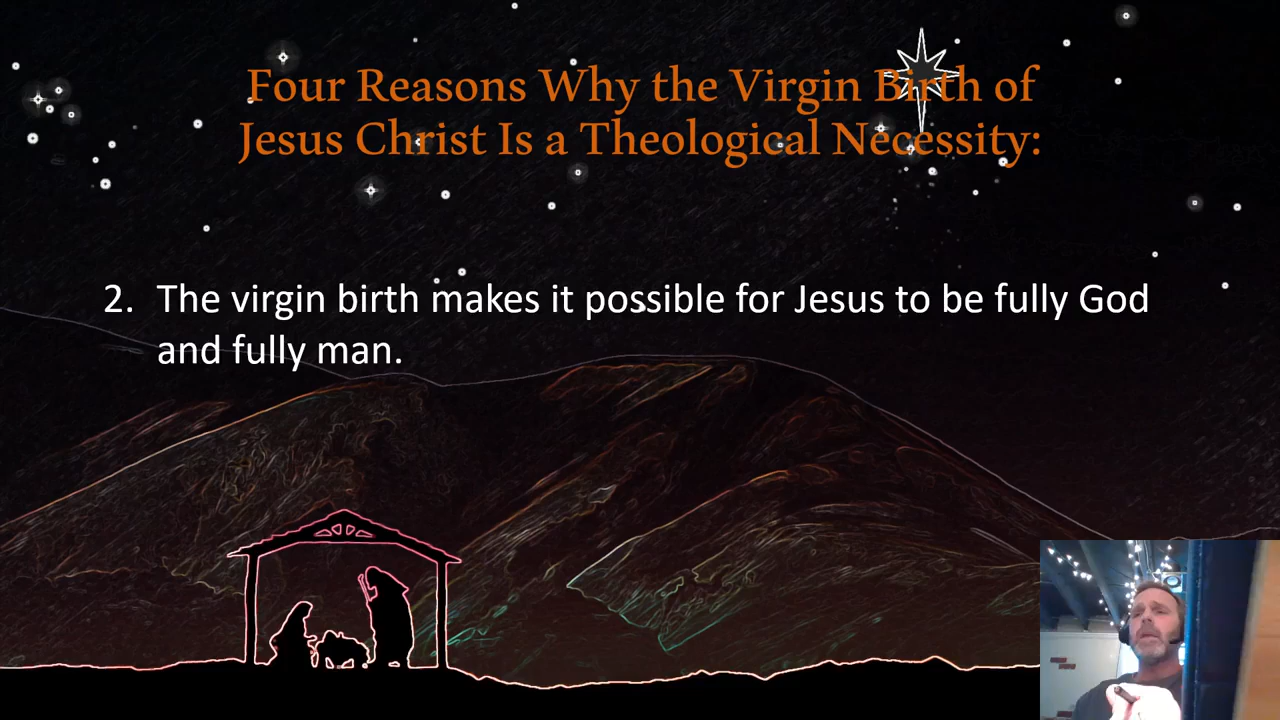 Four Reasons Why the Virgin Birth of
Jesus Christ Is a Theological Necessity:
2. The virgin birth makes it possible for Jesus to be fully God
and fully man.